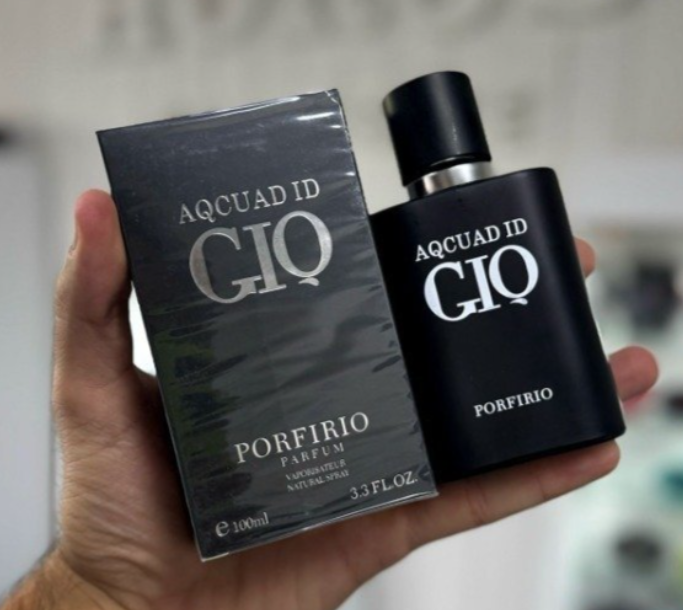 AQCUAD ID
GIQ
PORFIRIO
PARFUM
VAPORISATEUR
NATURAL SPRAY
3.3 FL.OZ.
e 100ml
AQCUAD ID
GIQ
PORFIRIO